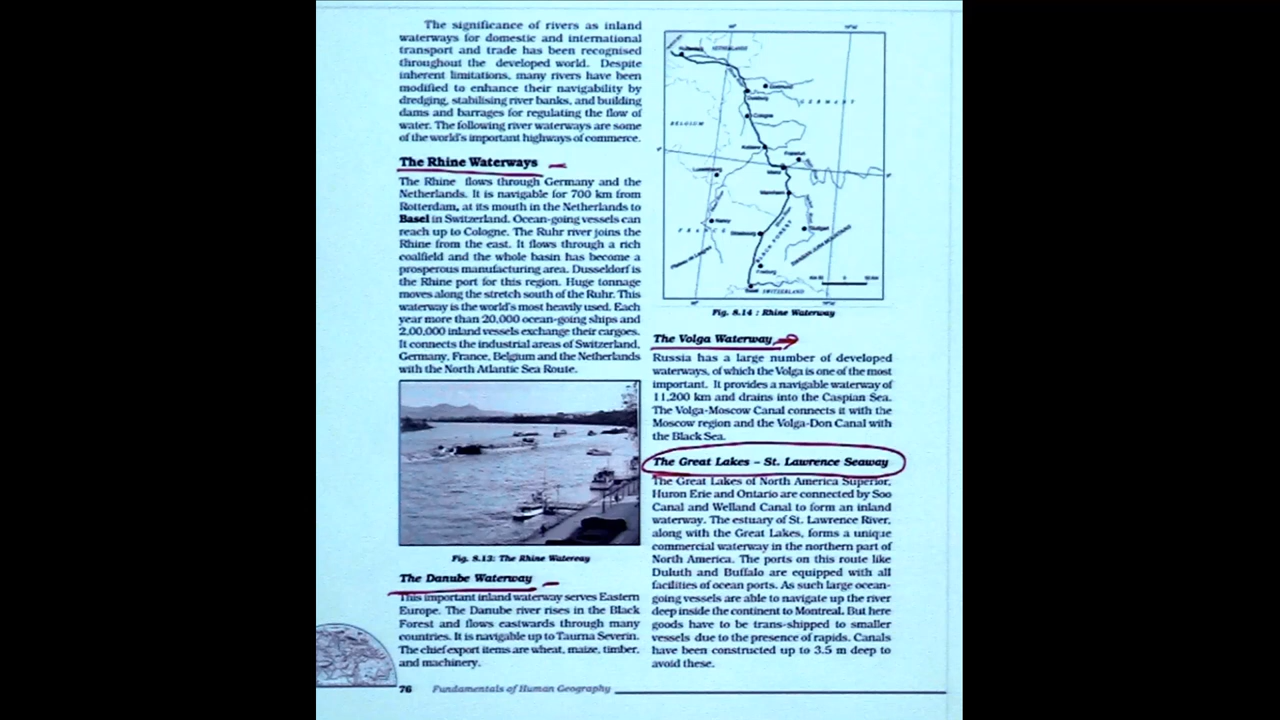 The significance of rivers as inland
waterways for domestic and international
transport and trade has been recognised
throughout the developed world. Despite
inherent limitations, many rivers have been
modified to enhance their navigability by
dredging, stabilising river banks, and building
dams and barrages for regulating the flow of
water. The following river waterways are some
of the world's important highways of commerce.
The Rhine Waterways
The Rhine flows through Germany and the
Netherlands. It is navigable for 700 km from
Rotterdam, at its mouth in the Netherlands to
Basel in Switzerland. Ocean-going vessels can
reach up to Cologne. The Ruhr river joins the
Rhine from the east. It flows through a rich
coalfield and the whole basin has become a
prosperous manufacturing area. Dusseldorf is
the Rhine port for this region. Huge tonnage
moves along the stretch south of the Ruhr. This
waterway is the world's most heavily used. Each
year more than 20,000 ocean-going ships and
2,00,000 inland vessels exchange their cargoes.
It connects the industrial areas of Switzerland,
Germany, France, Belgium and the Netherlands
with the North Atlantic Sea Route.
Fig. 8.13: The Rhine Waterway
The Danube Waterway
This important inland waterway serves Eastern
Europe. The Danube river rises in the Black
Forest and flows eastwards through many
countries. It is navigable up to Taurna Severin.
The chief export items are wheat, maize, timber,
and machinery.
NETHERLANDS
Dortmund
Duisburg
GERMANY
Cologne
BELGIUM
Koblenz
Frankfurt
Luxembourg
Mainz
Mannheim
Nancy
FRANCE
Strasbourg
Stuttgart
BLACK FOREST
Freiburg
Basel
SWITZERLAND
Fig. 8.14 : Rhine Waterway
The Volga Waterway
Russia has a large number of developed
waterways, of which the Volga is one of the most
important. It provides a navigable waterway of
11,200 km and drains into the Caspian Sea.
The Volga-Moscow Canal connects it with the
Moscow region and the Volga-Don Canal with
the Black Sea.
The Great Lakes – St. Lawrence Seaway
The Great Lakes of North America Superior,
Huron Erie and Ontario are connected by Soo
Canal and Welland Canal to form an inland
waterway. The estuary of St. Lawrence River,
along with the Great Lakes, forms a unique
commercial waterway in the northern part of
North America. The ports on this route like
Duluth and Buffalo are equipped with all
facilities of ocean ports. As such large ocean-
going vessels are able to navigate up the river
deep inside the continent to Montreal. But here
goods have to be trans-shipped to smaller
vessels due to the presence of rapids. Canals
have been constructed up to 3.5 m deep to
avoid these.
76 Fundamentals of Human Geography